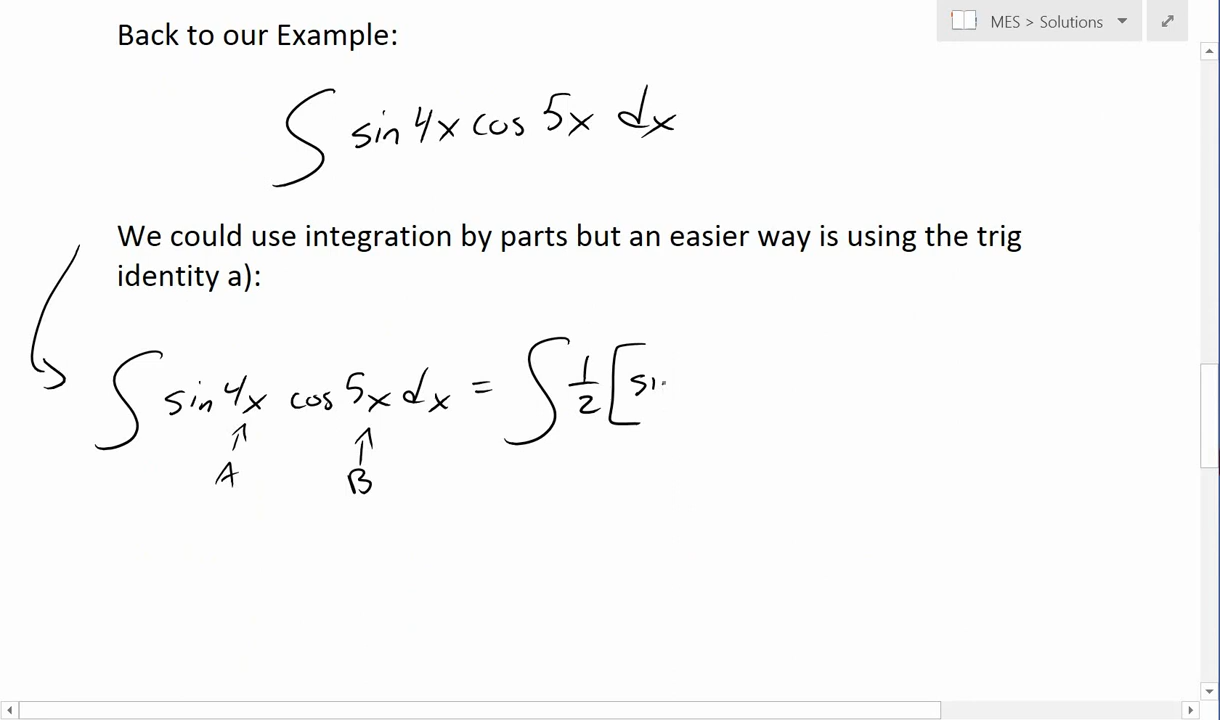 MES > Solutions
Back to our Example:
∫ sin 4x cos 5x dx
We could use integration by parts but an easier way is using the trig
identity a):
∫ sin 4x cos 5x dx = ∫ 1/2 [ si
A B